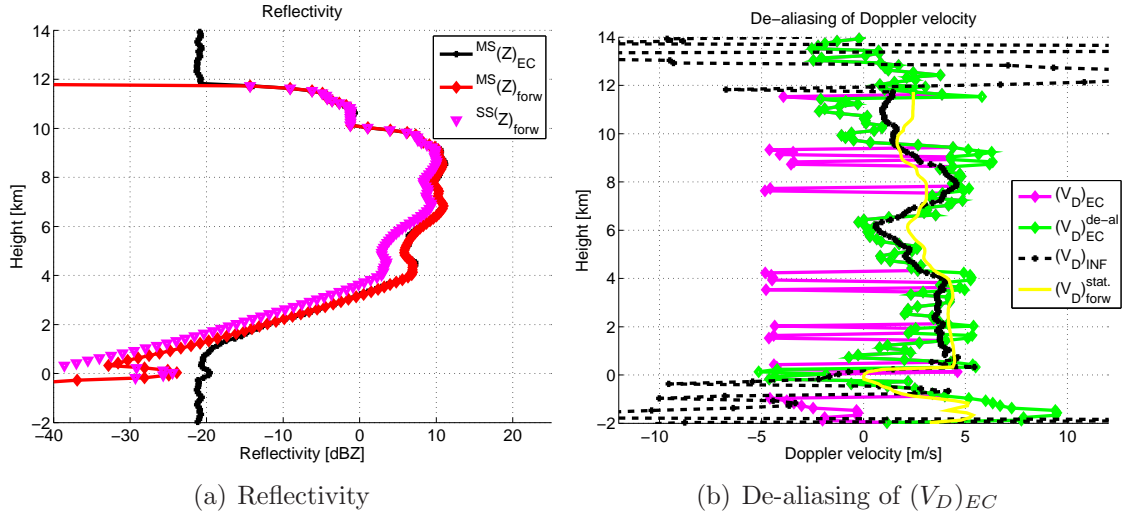 Reflectivity
14
12
10
8
6
4
2
0
−2
−40 −30 −20 −10 0 10 20
Height [km]
Reflectivity [dBZ]
MS(Z)EC
MS(Z)forw
SS(Z)forw
(a) Reflectivity
De−aliasing of Doppler velocity
14
12
10
8
6
4
2
0
−2
−10 −5 0 5 10
Height [km]
Doppler velocity [m/s]
(VD)EC
(VD)EC de−al
(VD)INF
(VD)forw stat.
(b) De-aliasing of (VD)EC